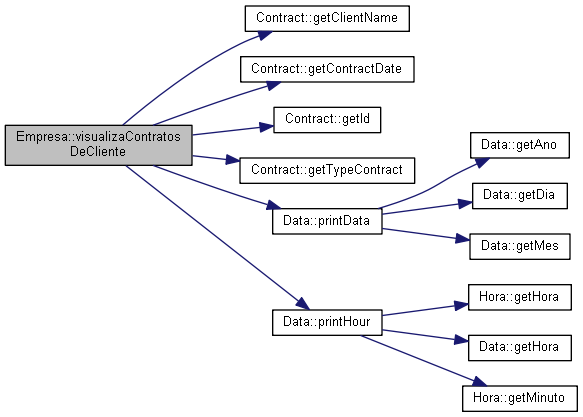 Contract::getClientName
Contract::getContractDate
Empresa::visualizaContratos
DeCliente
Contract::getId
Contract::getTypeContract
Data::printData
Data::printHour
Data::getAno
Data::getDia
Data::getMes
Hora::getHora
Data::getHora
Hora::getMinuto